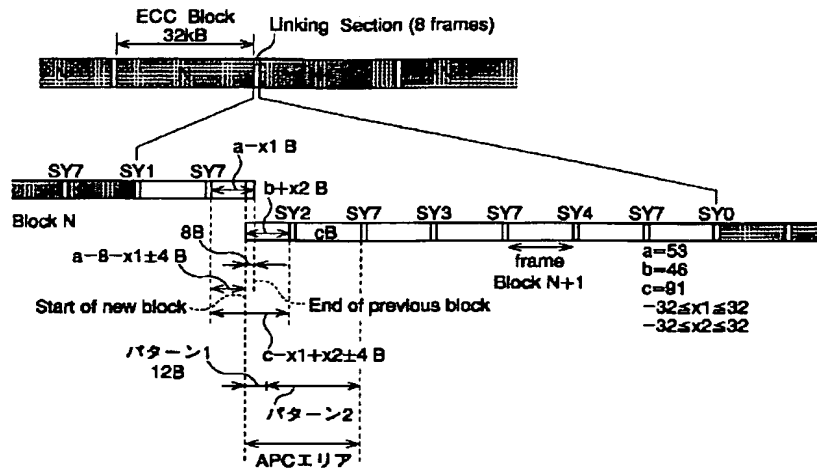 ECC Block
32kB
Linking Section (8 frames)
a-x1 B
SY7 SY1 SY7
b+x2 B
Block N
SY2 SY7 SY3 SY7 SY4 SY7 SY0
cB
8B
a-8-x1±4 B
frame
Block N+1
a=53
b=46
c=91
-32≤x1≤32
-32≤x2≤32
Start of new block
End of previous block
c-x1+x2±4 B
パターン1
12B
パターン2
APCエリア